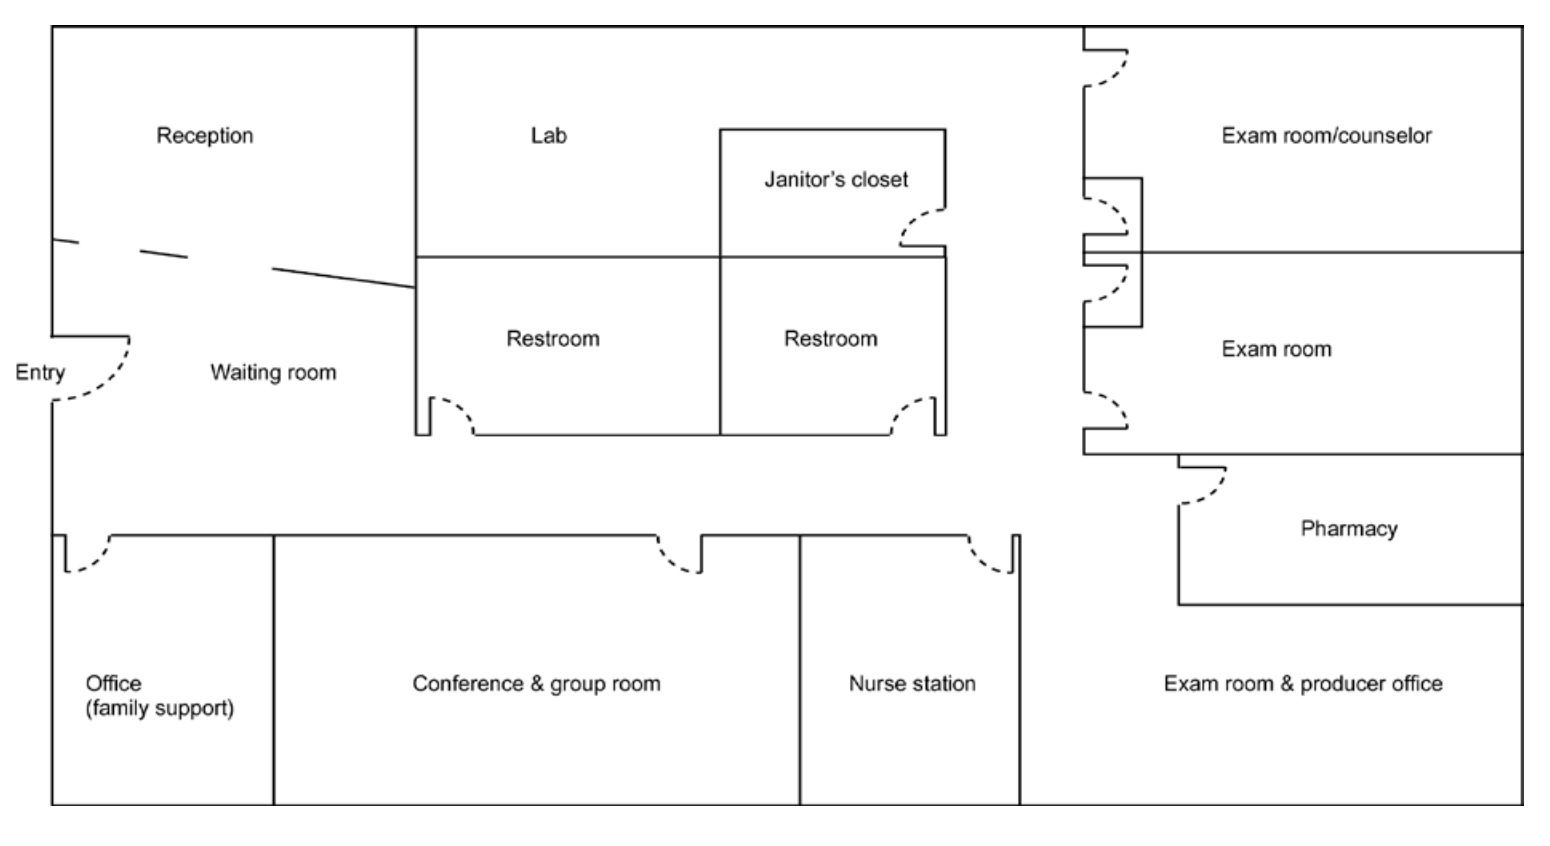 Reception
Lab
Exam room/counselor
Janitor’s closet
Restroom
Restroom
Exam room
Entry
Waiting room
Pharmacy
Office
(family support)
Conference & group room
Nurse station
Exam room & producer office